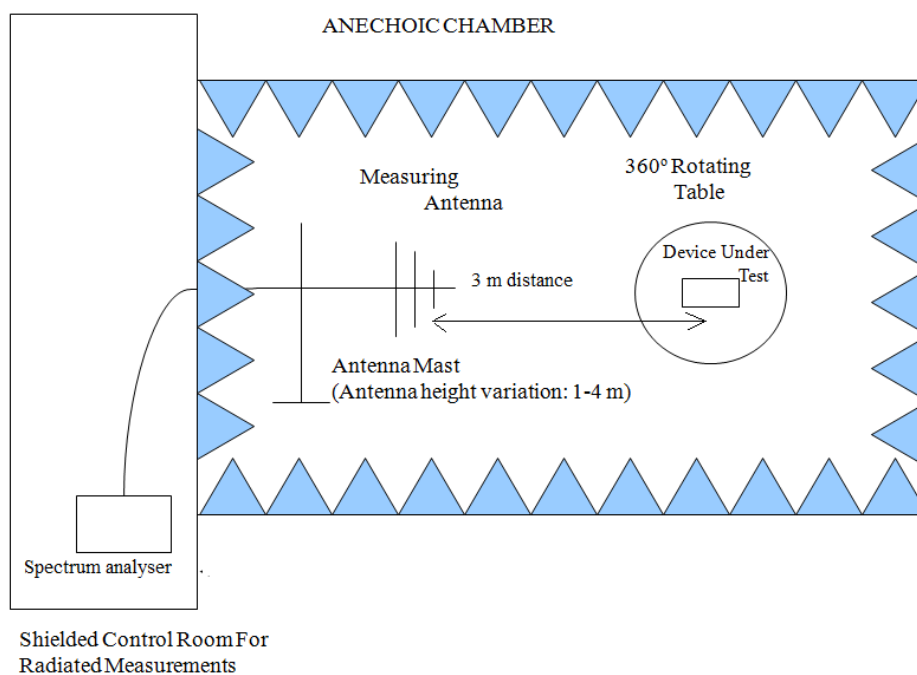 ANECHOIC CHAMBER
Measuring
Antenna
360º Rotating
Table
Device Under
Test
3 m distance
Antenna Mast
(Antenna height variation: 1-4 m)
Spectrum analyser
Shielded Control Room For
Radiated Measurements